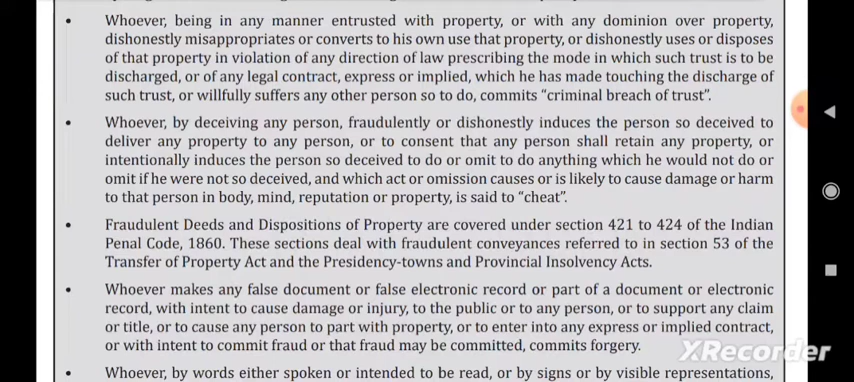 • Whoever, being in any manner entrusted with property, or with any dominion over property,
dishonestly misappropriates or converts to his own use that property, or dishonestly uses or disposes
of that property in violation of any direction of law prescribing the mode in which such trust is to be
discharged, or of any legal contract, express or implied, which he has made touching the discharge of
such trust, or willfully suffers any other person so to do, commits “criminal breach of trust”.
• Whoever, by deceiving any person, fraudulently or dishonestly induces the person so deceived to
deliver any property to any person, or to consent that any person shall retain any property, or
intentionally induces the person so deceived to do or omit to do anything which he would not do or
omit if he were not so deceived, and which act or omission causes or is likely to cause damage or harm
to that person in body, mind, reputation or property, is said to “cheat”.
• Fraudulent Deeds and Dispositions of Property are covered under section 421 to 424 of the Indian
Penal Code, 1860. These sections deal with fraudulent conveyances referred to in section 53 of the
Transfer of Property Act and the Presidency-towns and Provincial Insolvency Acts.
• Whoever makes any false document or false electronic record or part of a document or electronic
record, with intent to cause damage or injury, to the public or to any person, or to support any claim
or title, or to cause any person to part with property, or to enter into any express or implied contract,
or with intent to commit fraud or that fraud may be committed, commits forgery.
XRecorder
• Whoever, by words either spoken or intended to be read, or by signs or by visible representations,